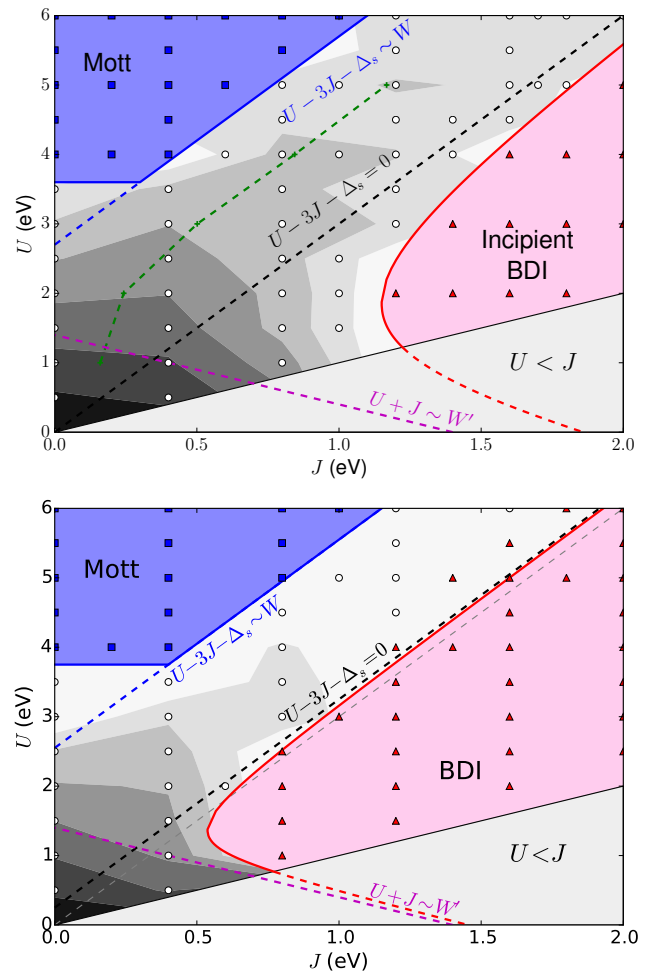 6
5
4
3
2
1
0
U (eV)
Mott
U − 3J − Δₛ ∼ W
U − 3J − Δₛ = 0
Incipient
BDI
U < J
U + J ∼ W′
0.0 0.5 1.0 1.5 2.0
J (eV)
6
5
4
3
2
1
0
U (eV)
Mott
U−3J−Δₛ∼W
U−3J−Δₛ=0
BDI
U<J
U+J∼W′
0.0 0.5 1.0 1.5 2.0
J (eV)